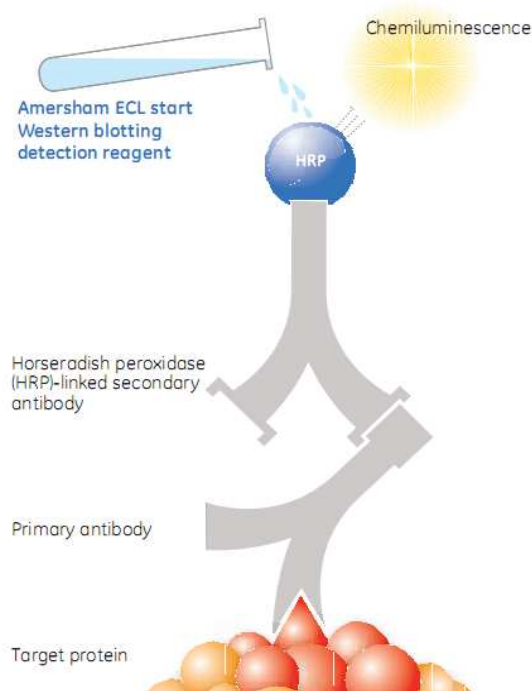 Chemiluminescence
Amersham ECL start
Western blotting
detection reagent
HRP
Horseradish peroxidase
(HRP)-linked secondary
antibody
Primary antibody
Target protein